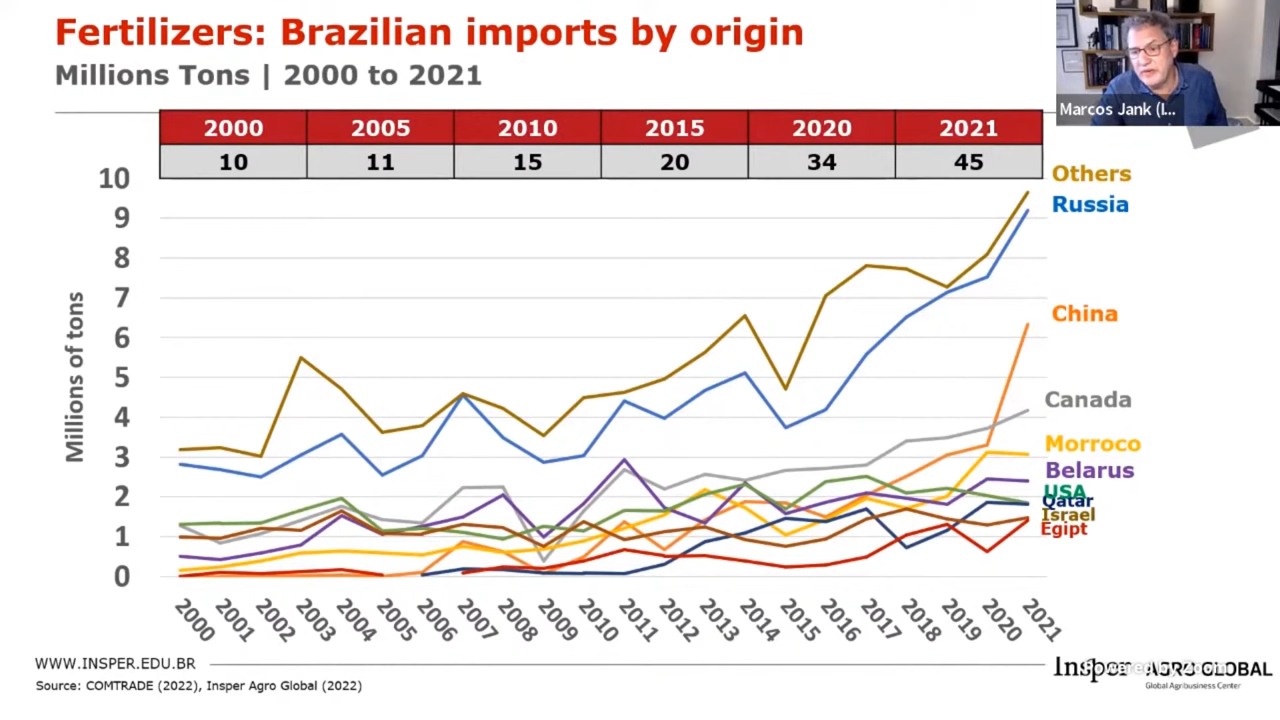 Fertilizers: Brazilian imports by origin
Millions Tons | 2000 to 2021
Marcos Jank (I...
2000 2005 2010 2015 2020 2021
10 11 15 20 34 45
Others
Russia
China
Canada
Morroco
Belarus
USA
Qatar
Israel
Egipt
Millions of tons
10
9
8
7
6
5
4
3
2
1
0
2000 2001 2002 2003 2004 2005 2006 2007 2008 2009 2010 2011 2012 2013 2014 2015 2016 2017 2018 2019 2020 2021
WWW.INSPER.EDU.BR
Source: COMTRADE (2022), Insper Agro Global (2022)
Insper AGRO GLOBAL
Global Agribusiness Center
Powered by Zoom